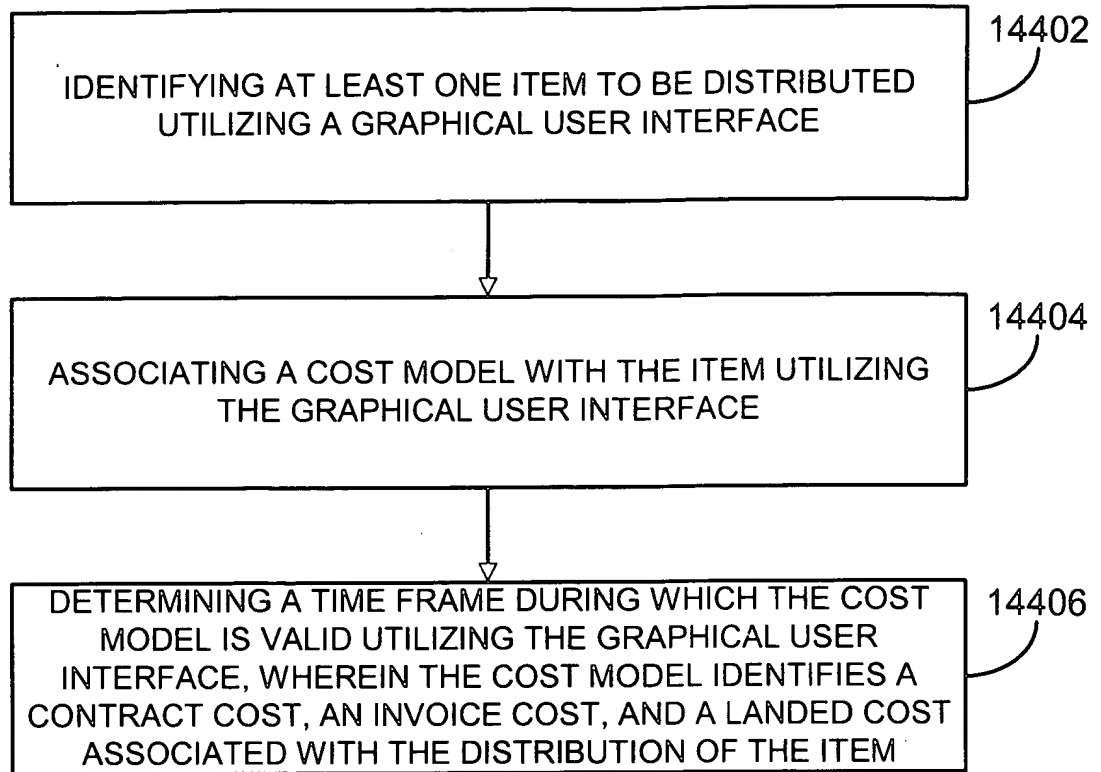 14402
IDENTIFYING AT LEAST ONE ITEM TO BE DISTRIBUTED
UTILIZING A GRAPHICAL USER INTERFACE
14404
ASSOCIATING A COST MODEL WITH THE ITEM UTILIZING
THE GRAPHICAL USER INTERFACE
14406
DETERMINING A TIME FRAME DURING WHICH THE COST
MODEL IS VALID UTILIZING THE GRAPHICAL USER
INTERFACE, WHEREIN THE COST MODEL IDENTIFIES A
CONTRACT COST, AN INVOICE COST, AND A LANDED COST
ASSOCIATED WITH THE DISTRIBUTION OF THE ITEM